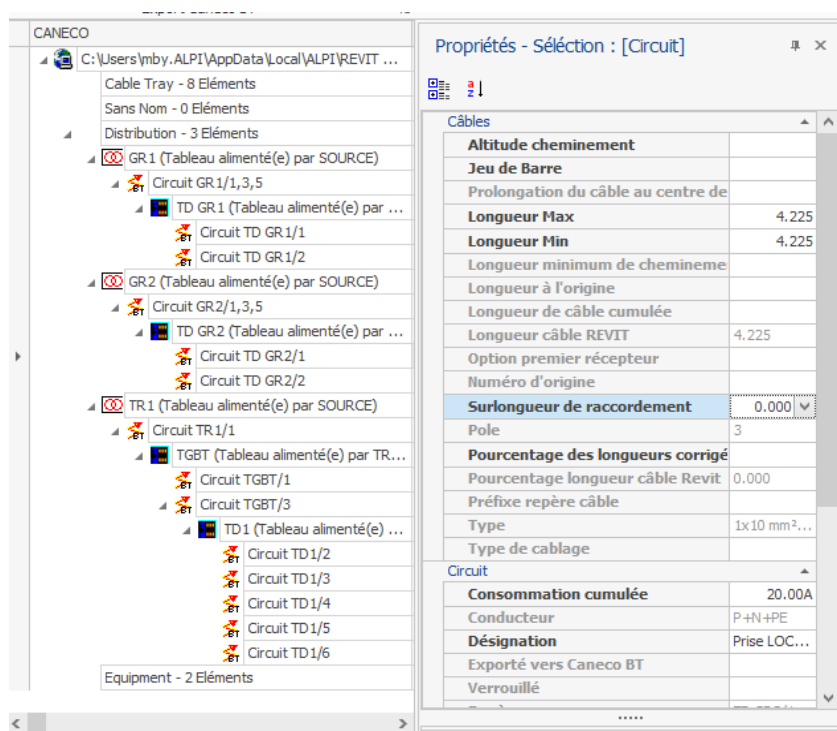 CANECO
C:\Users\mby.ALPI\AppData\Local\ALPI\REVIT ...
Cable Tray - 8 Eléments
Sans Nom - 0 Eléments
Distribution - 3 Eléments
GR1 (Tableau alimenté(e) par SOURCE)
Circuit GR1/1,3,5
TD GR1 (Tableau alimenté(e) par ...
Circuit TD GR1/1
Circuit TD GR1/2
GR2 (Tableau alimenté(e) par SOURCE)
Circuit GR2/1,3,5
TD GR2 (Tableau alimenté(e) par ...
Circuit TD GR2/1
Circuit TD GR2/2
TR1 (Tableau alimenté(e) par SOURCE)
Circuit TR1/1
TGBT (Tableau alimenté(e) par TR...
Circuit TGBT/1
Circuit TGBT/3
TD1 (Tableau alimenté(e) ...
Circuit TD1/2
Circuit TD1/3
Circuit TD1/4
Circuit TD1/5
Circuit TD1/6
Equipment - 2 Eléments
Propriétés - Séléction : [Circuit]
Câbles
Altitude cheminement
Jeu de Barre
Prolongation du câble au centre de
Longueur Max 4.225
Longueur Min 4.225
Longueur minimum de chemineme
Longueur à l'origine
Longueur de câble cumulée
Longueur câble REVIT 4.225
Option premier récepteur
Numéro d'origine
Surlongueur de raccordement 0.000
Pole 3
Pourcentage des longueurs corrigé
Pourcentage longueur câble Revit 0.000
Préfixe repère câble
Type 1x10 mm²...
Type de cablage
Circuit
Consommation cumulée 20.00A
Conducteur P+N+PE
Désignation Prise LOC...
Exporté vers Caneco BT
Verrouillé